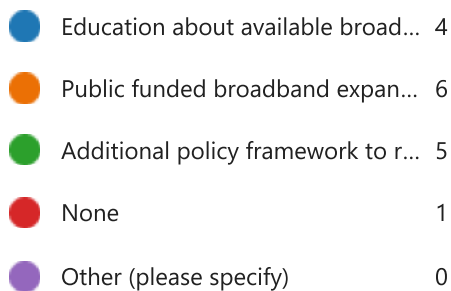 Education about available broad... 4
Public funded broadband expan... 6
Additional policy framework to r... 5
None 1
Other (please specify) 0